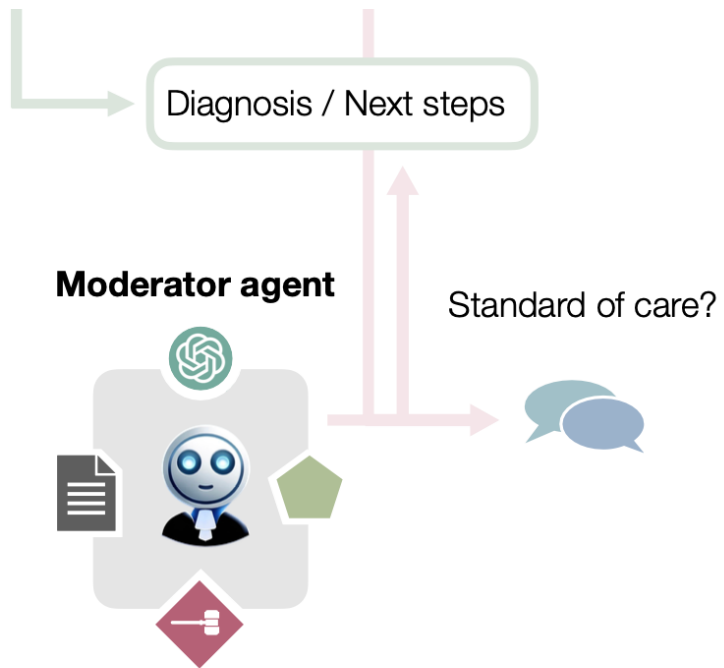 Diagnosis / Next steps
Moderator agent
Standard of care?